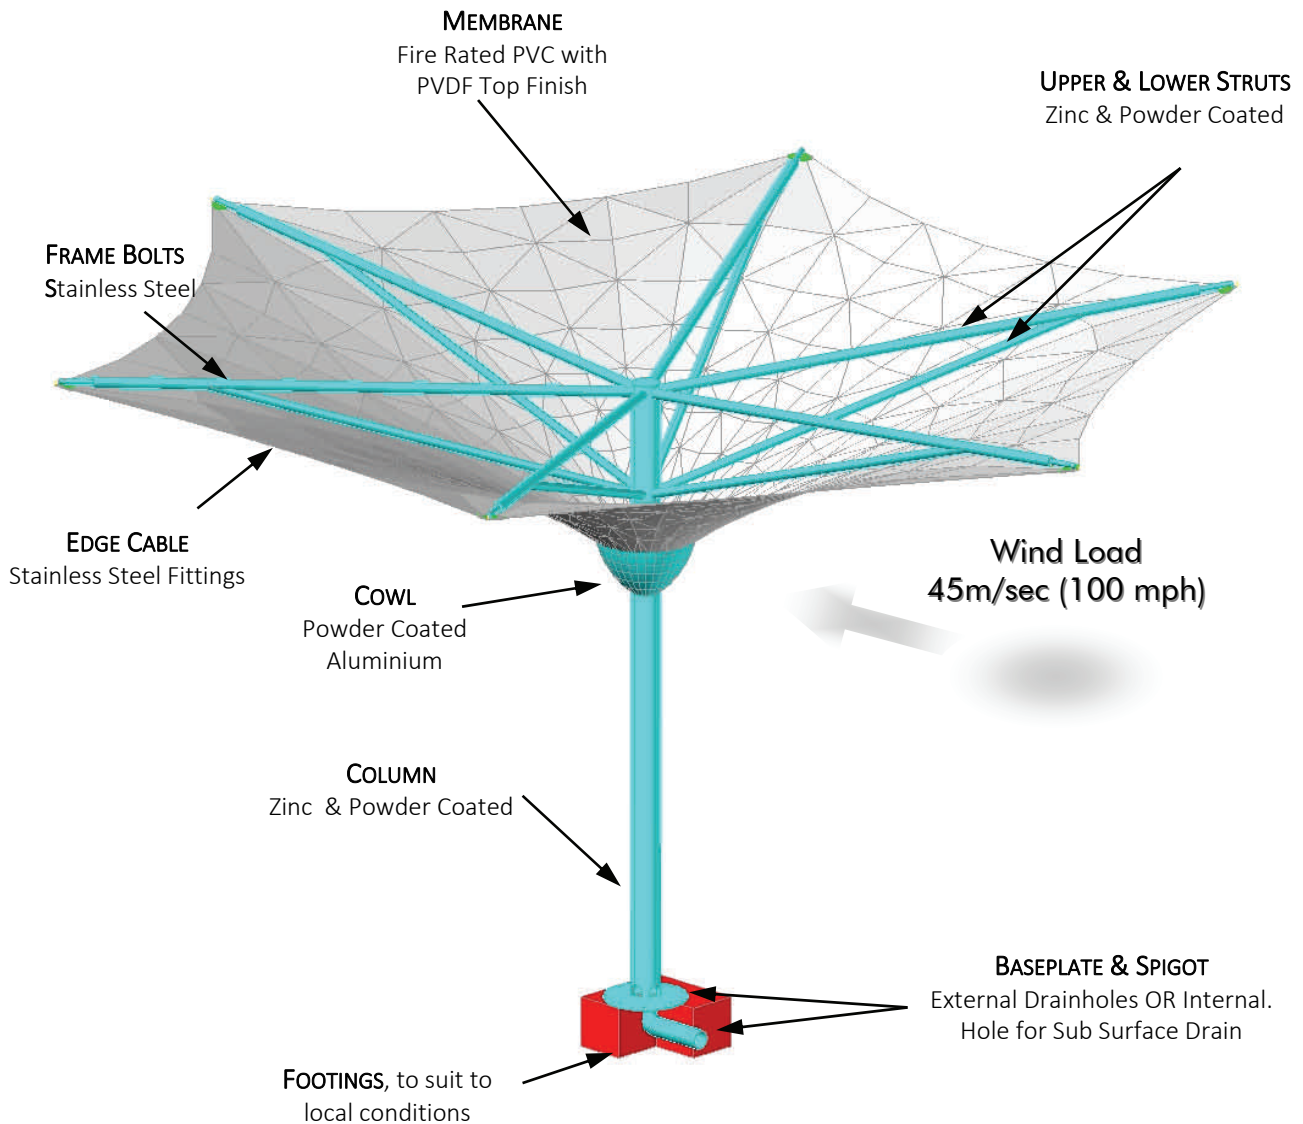 MEMBRANE
Fire Rated PVC with
PVDF Top Finish
UPPER & LOWER STRUTS
Zinc & Powder Coated
FRAME BOLTS
Stainless Steel
EDGE CABLE
Stainless Steel Fittings
COWL
Powder Coated
Aluminium
Wind Load
45m/sec (100 mph)
COLUMN
Zinc & Powder Coated
BASEPLATE & SPIGOT
External Drainholes OR Internal.
Hole for Sub Surface Drain
FOOTINGS, to suit to
local conditions